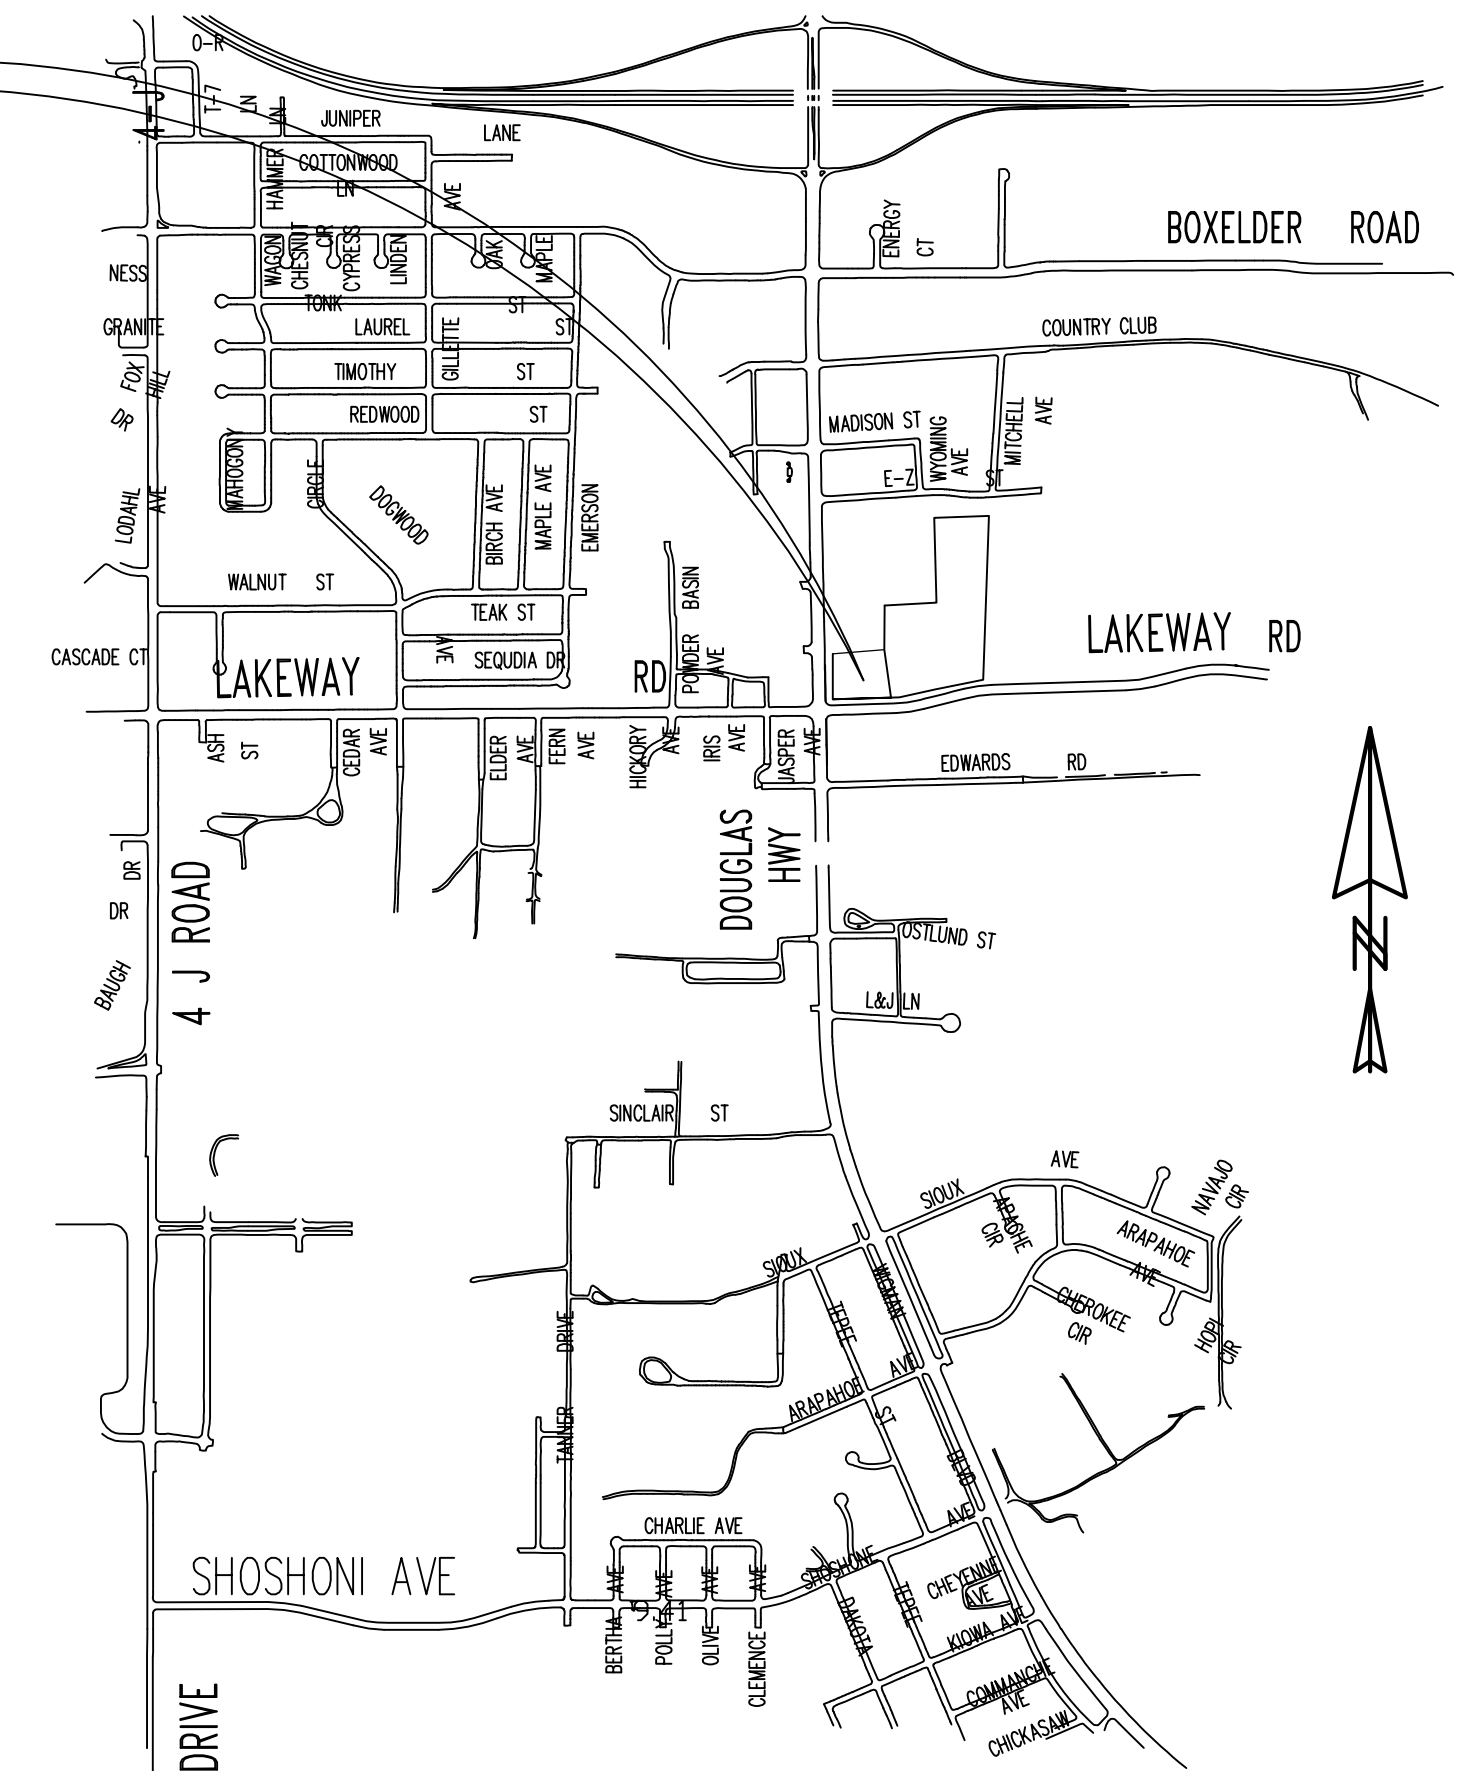 O-R
4-J
T-7
LN
LN
JUNIPER
LANE
COTTONWOOD
LN
HAMMER
AVE
WAGON
CHESNUT
CIR
CYPRESS
LINDEN
OAK
MAPLE
ENERGY
CT
BOXELDER ROAD
NESS
TONK
ST
GRANITE
LAUREL
ST
GILLETTE
COUNTRY CLUB
FOX
HILL
DR
TIMOTHY
ST
REDWOOD
ST
MADISON ST
WYOMING
AVE
MITCHELL
AVE
E-Z
ST
MAHOGONY
CIRCLE
DOGWOOD
BIRCH AVE
MAPLE AVE
EMERSON
LODAHL
AVE
WALNUT ST
TEAK ST
POWDER BASIN
AVE
AVE
SEQUDIA DR
CASCADE CT
LAKEWAY
RD
LAKEWAY RD
ASH
ST
CEDAR
AVE
ELDER
AVE
FERN
AVE
HICKORY
AVE
IRIS
AVE
JASPER
AVE
EDWARDS RD
DOUGLAS
HWY
DR
DR
BAUGH
4 J ROAD
N
OSTLUND ST
L&J LN
SINCLAIR ST
SIOUX
AVE
NAVAJO
CIR
APACHE
CIR
ARAPAHOE
AVE
CHEROKEE
CIR
HOPI
CIR
SIOUX
WIGMAN
TEPEE
AVE
ARAPAHOE
ST
BLVD
AVE
TANNER DRIVE
CHARLIE AVE
SHOSHONI AVE
BERTHA AVE
POLLY AVE
OLIVE AVE
CLEMENCE AVE
9,41
SHOSHONE
DAKOTA
TEPEE
CHEYENNE
AVE
KIOWA AVE
COMMANCHE
AVE
CHICKASAW
DRIVE